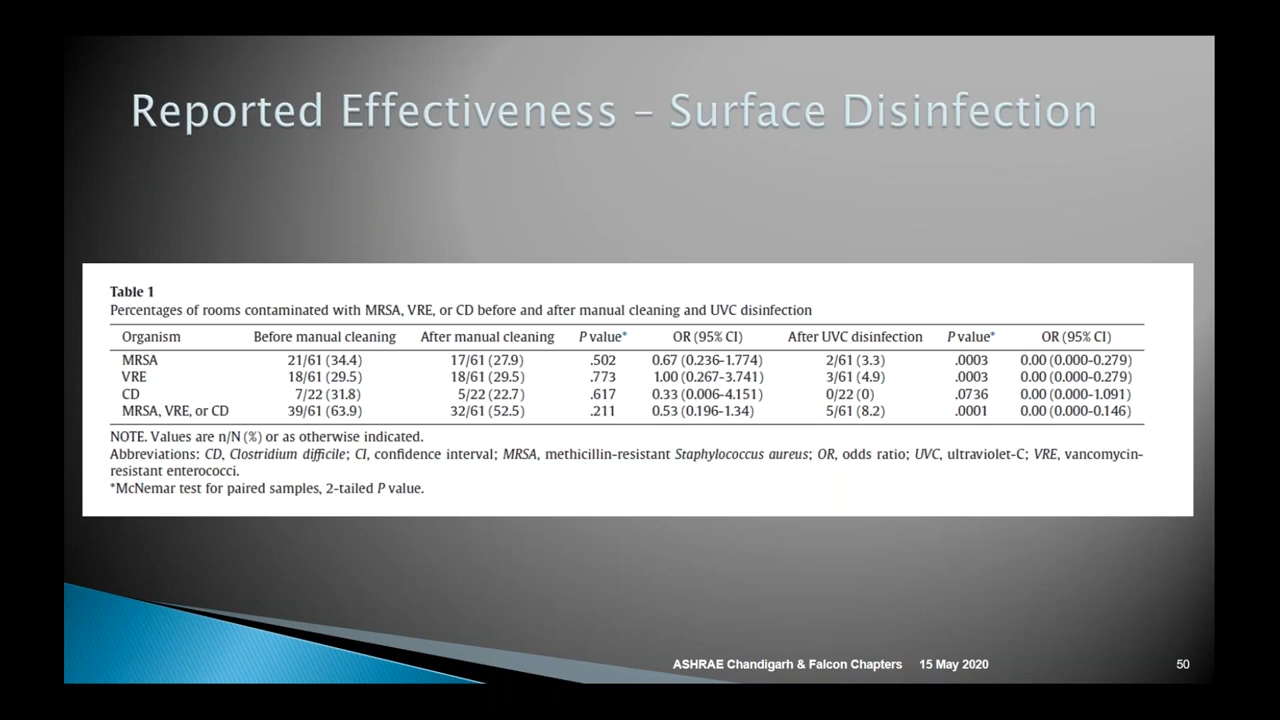 Reported Effectiveness – Surface Disinfection
Table 1
Percentages of rooms contaminated with MRSA, VRE, or CD before and after manual cleaning and UVC disinfection
Organism Before manual cleaning After manual cleaning P value* OR (95% CI) After UVC disinfection P value* OR (95% CI)
MRSA 21/61 (34.4) 17/61 (27.9) .502 0.67 (0.236-1.774) 2/61 (3.3) .0003 0.00 (0.000-0.279)
VRE 18/61 (29.5) 18/61 (29.5) .773 1.00 (0.267-3.741) 3/61 (4.9) .0003 0.00 (0.000-0.279)
CD 7/22 (31.8) 5/22 (22.7) .617 0.33 (0.006-4.151) 0/22 (0) .0736 0.00 (0.000-1.091)
MRSA, VRE, or CD 39/61 (63.9) 32/61 (52.5) .211 0.53 (0.196-1.34) 5/61 (8.2) .0001 0.00 (0.000-0.146)
NOTE. Values are n/N (%) or as otherwise indicated.
Abbreviations: CD, Clostridium difficile; CI, confidence interval; MRSA, methicillin-resistant Staphylococcus aureus; OR, odds ratio; UVC, ultraviolet-C; VRE, vancomycin-
resistant enterococci.
*McNemar test for paired samples, 2-tailed P value.
ASHRAE Chandigarh & Falcon Chapters 15 May 2020 50